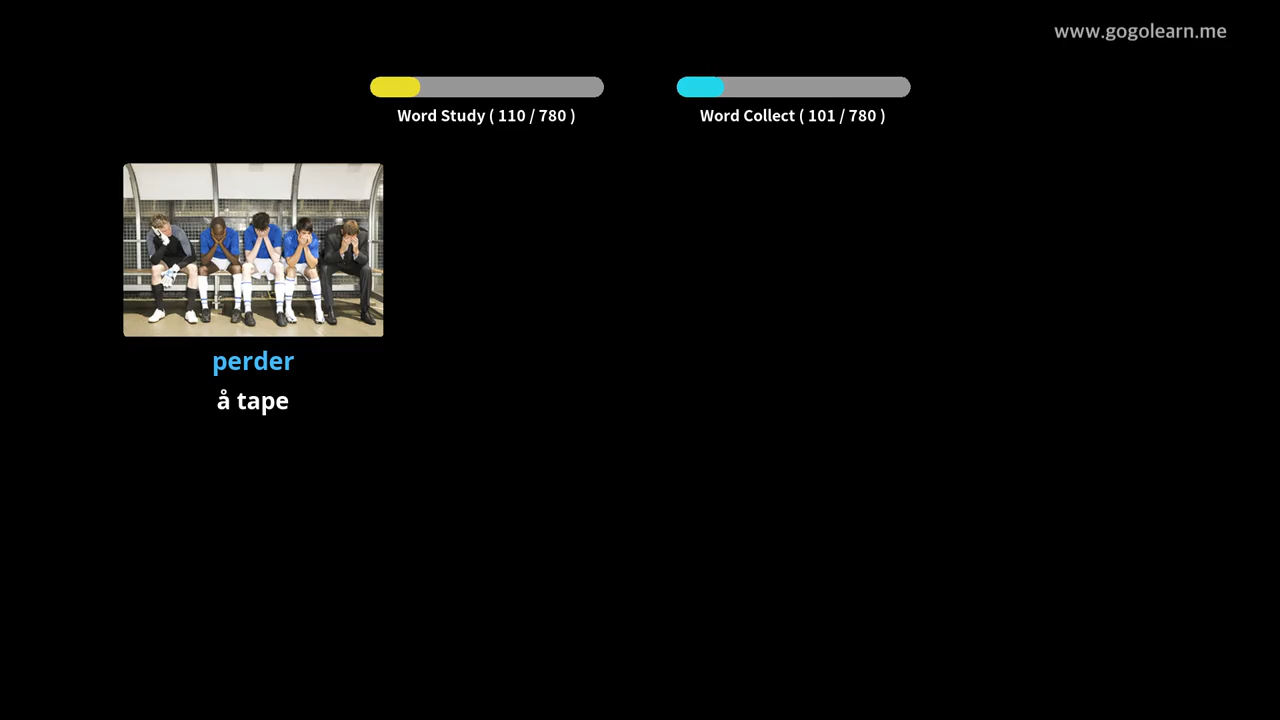 www.gogolearn.me
Word Study ( 110 / 780 )
Word Collect ( 101 / 780 )
perder
å tape